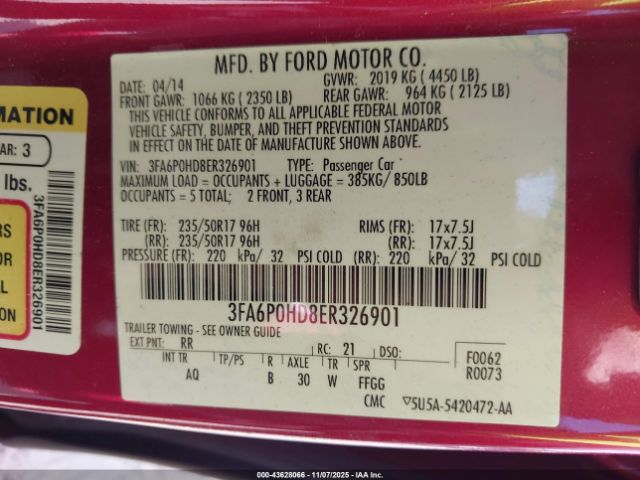 MFD. BY FORD MOTOR CO.
DATE: 04/14 GVWR: 2019 KG ( 4450 LB)
FRONT GAWR: 1066 KG ( 2350 LB) REAR GAWR: 964 KG ( 2125 LB)
THIS VEHICLE CONFORMS TO ALL APPLICABLE FEDERAL MOTOR
VEHICLE SAFETY, BUMPER, AND THEFT PREVENTION STANDARDS
IN EFFECT ON THE DATE OF MANUFACTURE SHOWN ABOVE.
VIN: 3FA6P0HD8ER326901 TYPE: Passenger Car
MAXIMUM LOAD = OCCUPANTS + LUGGAGE = 385KG/ 850LB
OCCUPANTS = 5 TOTAL; 2 FRONT, 3 REAR
TIRE (FR): 235/50R17 96H RIMS (FR): 17x7.5J
(RR): 235/50R17 96H (RR): 17x7.5J
PRESSURE (FR): 220 kPa/ 32 PSI COLD (RR): 220 kPa/ 32 PSI COLD
3FA6P0HD8ER326901
TRAILER TOWING - SEE OWNER GUIDE
EXT PNT: RR RC: 21 DSO: F0062
INT TR TP/PS R AXLE TR SPR R0073
AQ B 30 W FFGG
CMC ▽5U5A-5420472-AA
MATION
AR: 3
lbs.
RS
OR
AL
S
3FA6P0HD8ER326901
000-43628066 - 11/07/2025 - IAA Inc.